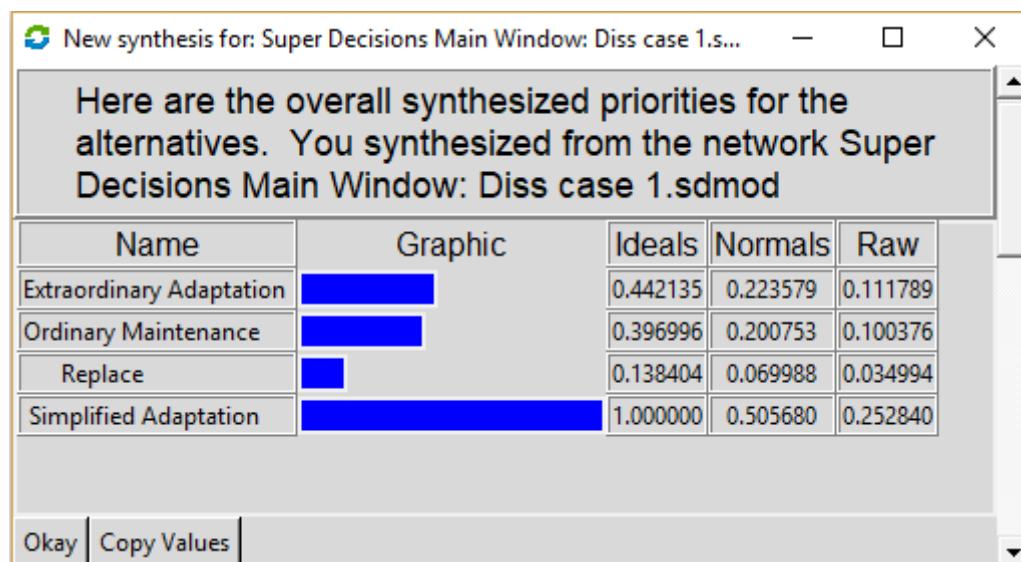 New synthesis for: Super Decisions Main Window: Diss case 1.s...
Here are the overall synthesized priorities for the
alternatives.  You synthesized from the network Super
Decisions Main Window: Diss case 1.sdmod
Name Graphic Ideals Normals Raw
Extraordinary Adaptation 0.442135 0.223579 0.111789
Ordinary Maintenance 0.396996 0.200753 0.100376
Replace 0.138404 0.069988 0.034994
Simplified Adaptation 1.000000 0.505680 0.252840
Okay Copy Values